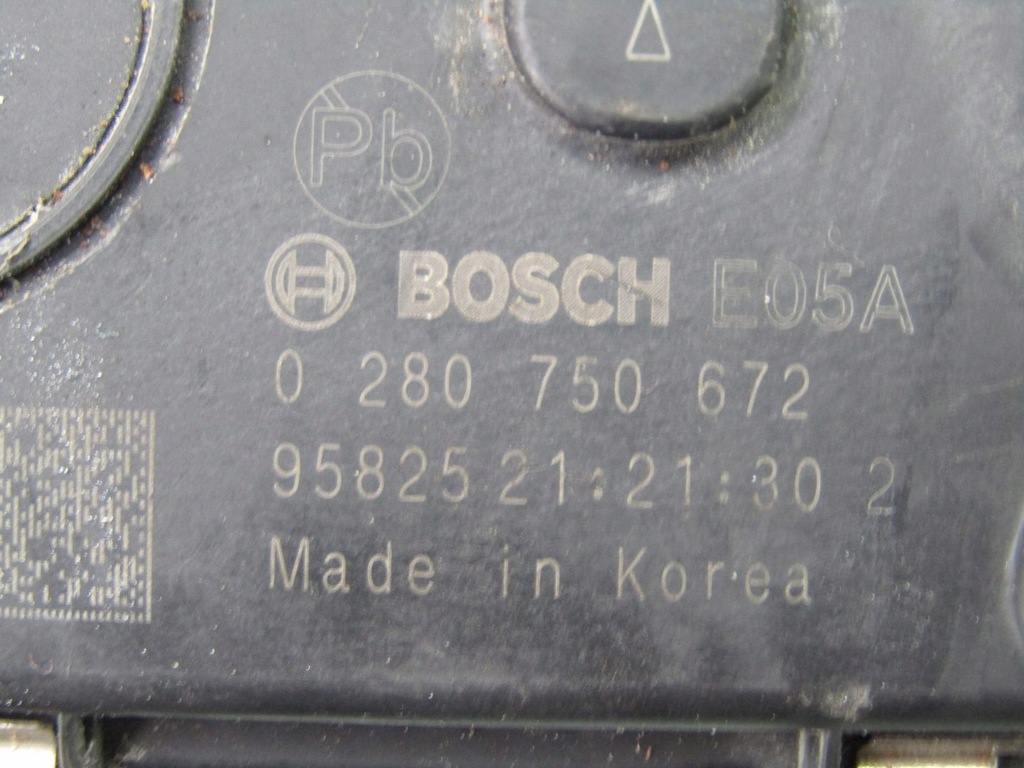 Pb
BOSCH E05A
0 280 750 672
95825 21:21:30 2
Made in Korea